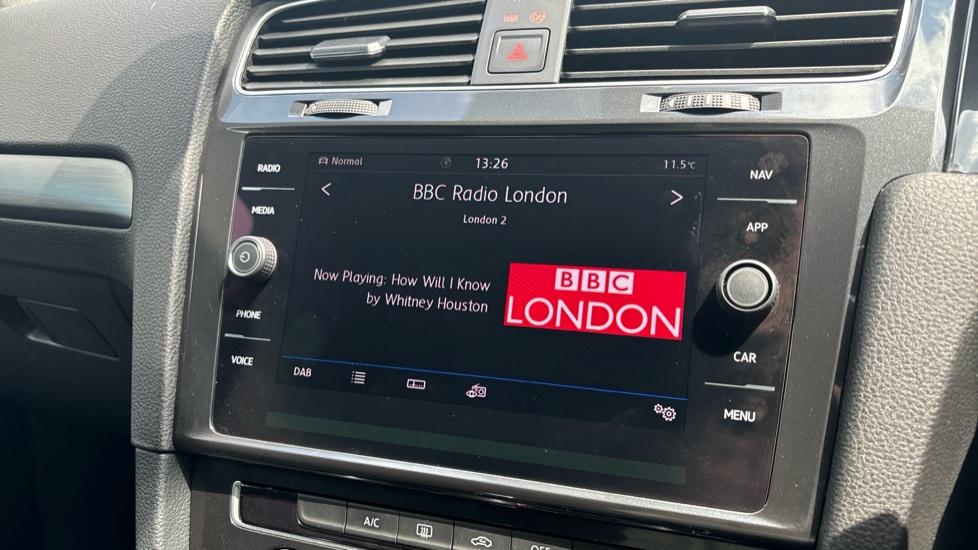 RADIO
MEDIA
PHONE
VOICE
Normal
13:26
11.5°C
BBC Radio London
London 2
Now Playing: How Will I Know
by Whitney Houston
BBC
LONDON
DAB
NAV
APP
CAR
MENU
A/C
OFF